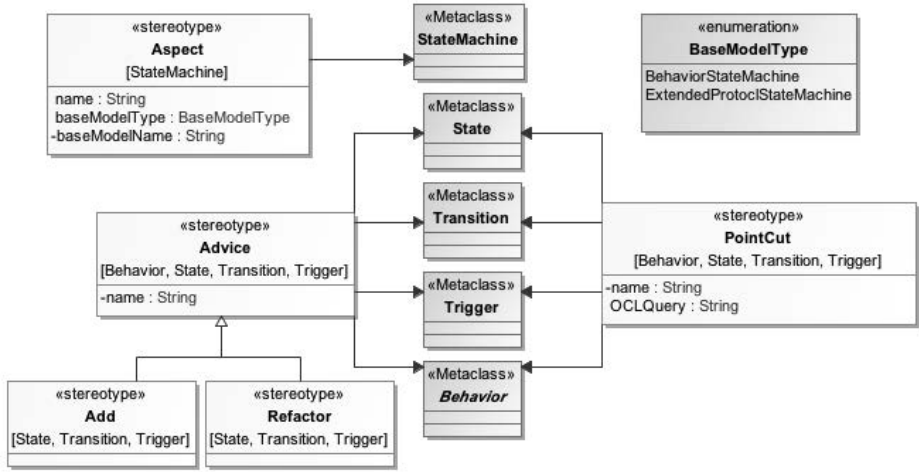 «stereotype»
Aspect
[StateMachine]
name : String
baseModelType : BaseModelType
-baseModelName : String
«Metaclass»
StateMachine
«enumeration»
BaseModelType
BehaviorStateMachine
ExtendedProtoclStateMachine
«Metaclass»
State
«stereotype»
Advice
[Behavior, State, Transition, Trigger]
-name : String
«Metaclass»
Transition
«stereotype»
PointCut
[Behavior, State, Transition, Trigger]
-name : String
OCLQuery : String
«Metaclass»
Trigger
«Metaclass»
Behavior
«stereotype»
Add
[State, Transition, Trigger]
«stereotype»
Refactor
[State, Transition, Trigger]